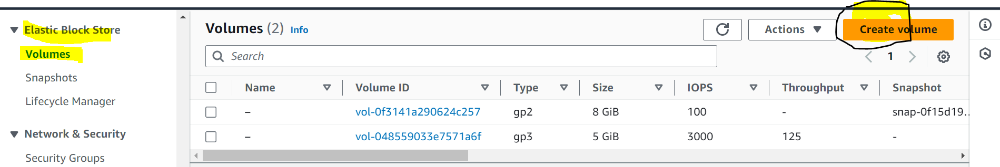 Elastic Block Store
Volumes
Snapshots
Lifecycle Manager
Network & Security
Security Groups
Volumes (2) Info
Actions
Create volume
Search
1
Name Volume ID Type Size IOPS Throughput Snapshot
– vol-0f3141a290624c257 gp2 8 GiB 100 - snap-0f15d19...
– vol-048559033e7571a6f gp3 5 GiB 3000 125 -